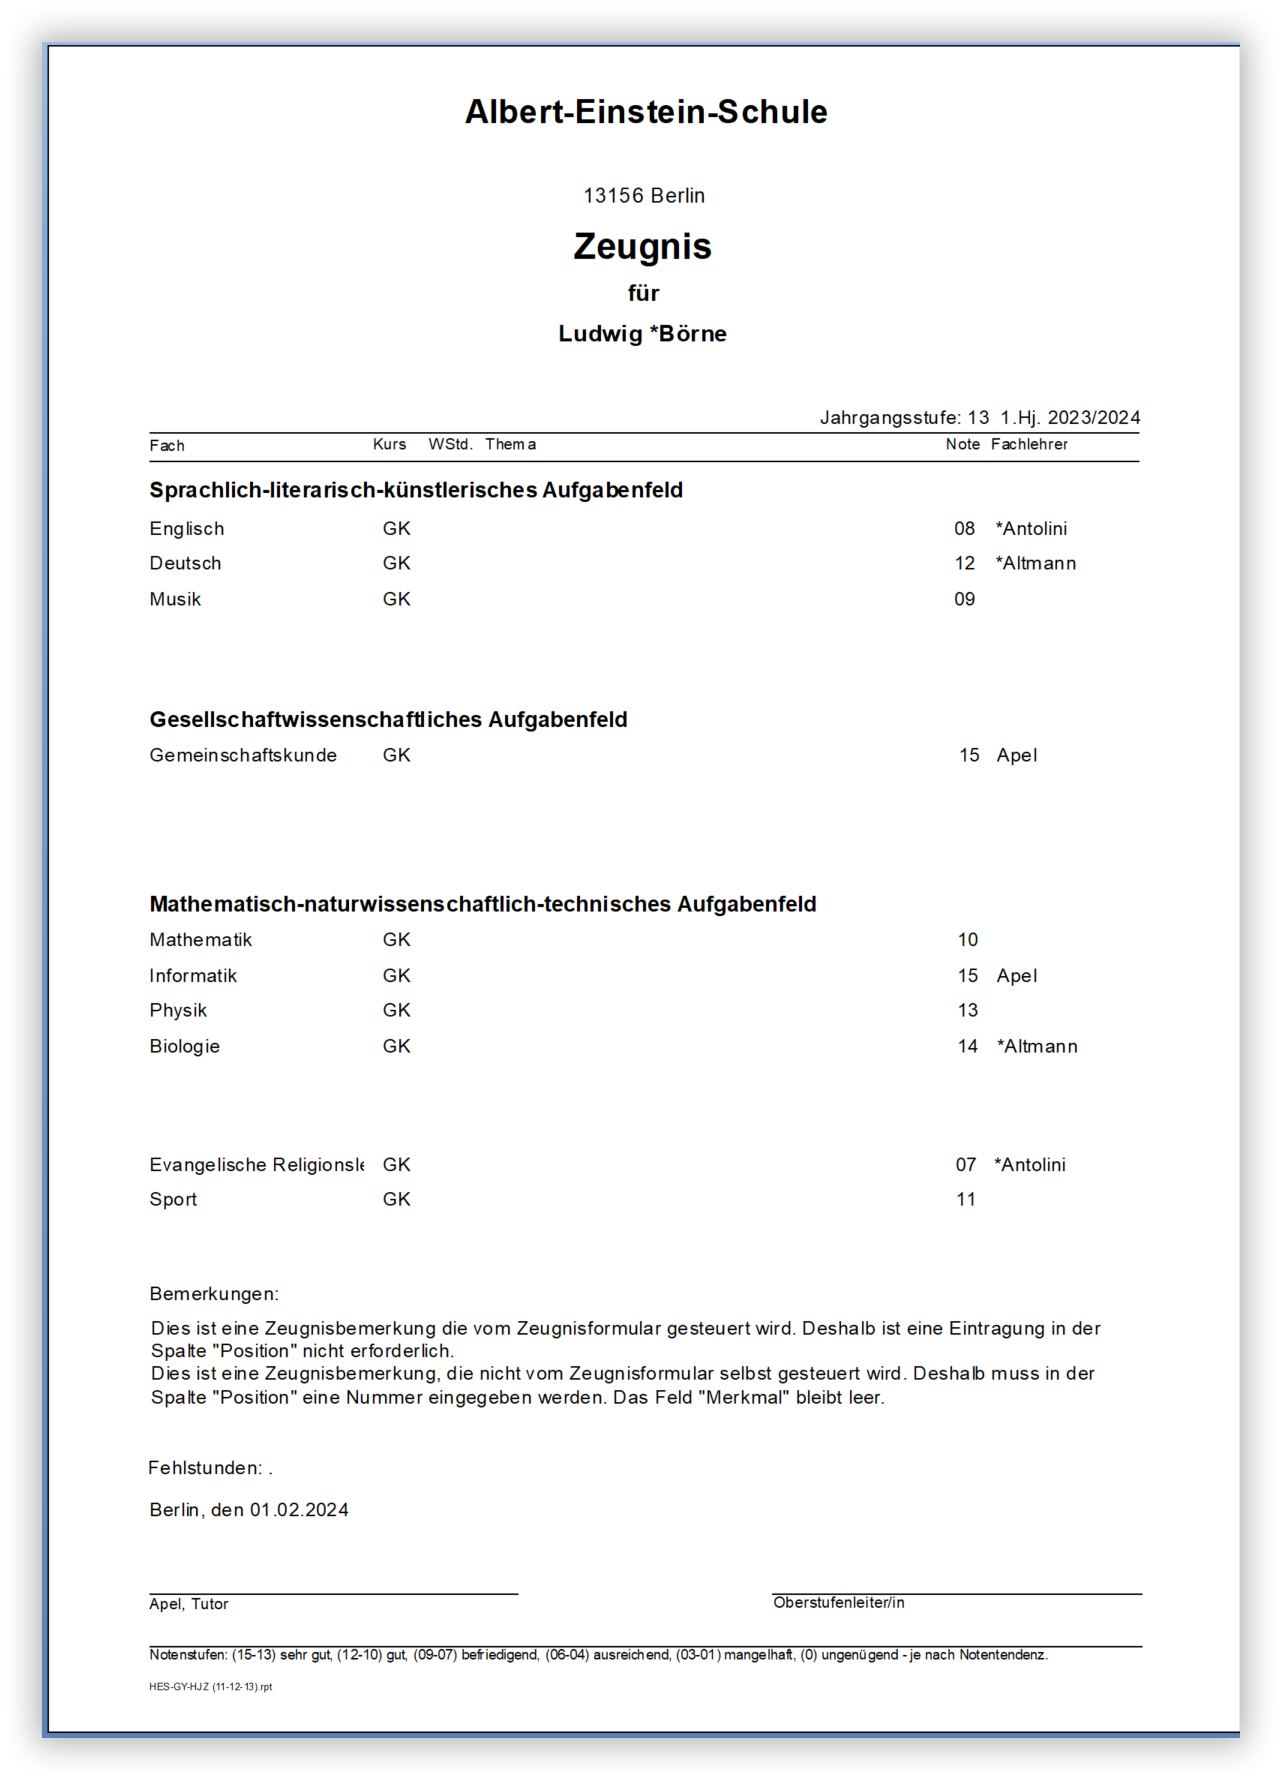 Albert-Einstein-Schule
13156 Berlin
Zeugnis
für
Ludwig *Börne
Jahrgangsstufe: 13 1.Hj. 2023/2024
Fach Kurs WStd. Thema Note Fachlehrer
Sprachlich-literarisch-künstlerisches Aufgabenfeld
Englisch GK 08 *Antolini
Deutsch GK 12 *Altmann
Musik GK 09
Gesellschaftwissenschaftliches Aufgabenfeld
Gemeinschaftskunde GK 15 Apel
Mathematisch-naturwissenschaftlich-technisches Aufgabenfeld
Mathematik GK 10
Informatik GK 15 Apel
Physik GK 13
Biologie GK 14 *Altmann
Evangelische Religionsle GK 07 *Antolini
Sport GK 11
Bemerkungen:
Dies ist eine Zeugnisbemerkung die vom Zeugnisformular gesteuert wird. Deshalb ist eine Eintragung in der
Spalte "Position" nicht erforderlich.
Dies ist eine Zeugnisbemerkung, die nicht vom Zeugnisformular selbst gesteuert wird. Deshalb muss in der
Spalte "Position" eine Nummer eingegeben werden. Das Feld "Merkmal" bleibt leer.
Fehlstunden: .
Berlin, den 01.02.2024
Apel, Tutor Oberstufenleiter/in
Notenstufen: (15-13) sehr gut, (12-10) gut, (09-07) befriedigend, (06-04) ausreichend, (03-01) mangelhaft, (0) ungenügend - je nach Notentendenz.
HES-GY-HJZ (11-12-13).rpt